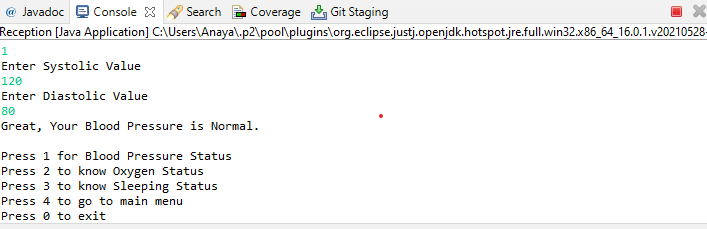 @ Javadoc Console Search Coverage Git Staging
Reception [Java Application] C:\Users\Anaya\.p2\pool\plugins\org.eclipse.justj.openjdk.hotspot.jre.full.win32.x86_64_16.0.1.v20210528-
1
Enter Systolic Value
120
Enter Diastolic Value
80
Great, Your Blood Pressure is Normal.
Press 1 for Blood Pressure Status
Press 2 to know Oxygen Status
Press 3 to know Sleeping Status
Press 4 to go to main menu
Press 0 to exit